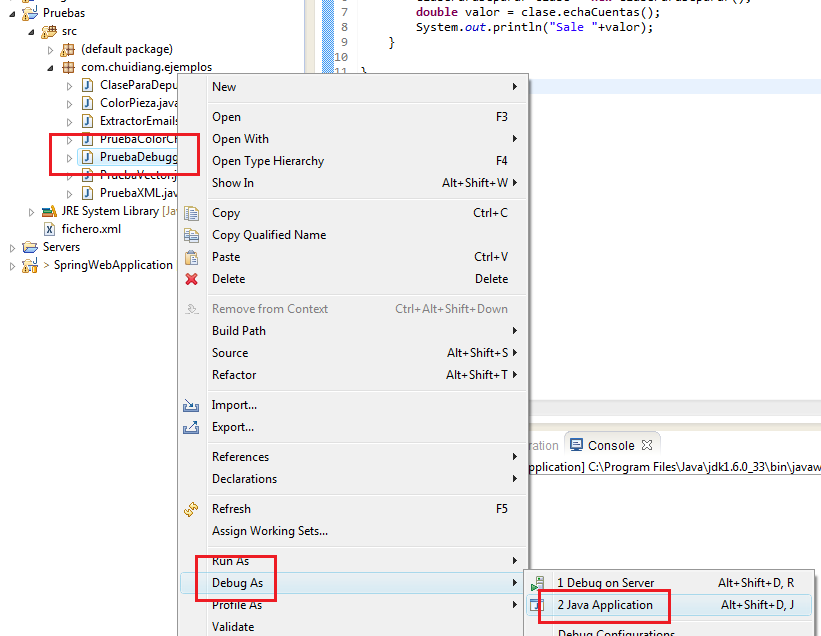 Pruebas
src
(default package)
com.chuidiang.ejemplos
ClaseParaDepu
ColorPieza.java
ExtractorEmails
PruebaColorCh
PruebaDebugg
PruebaVector.j
PruebaXML.jav
JRE System Library [Jav
fichero.xml
Servers
> SpringWebApplication
7 double valor = clase.echaCuentas();
8 System.out.println("Sale "+valor);
9 }
10
11 }
New
Open F3
Open With
Open Type Hierarchy F4
Show In Alt+Shift+W
Copy Ctrl+C
Copy Qualified Name
Paste Ctrl+V
Delete Delete
Remove from Context Ctrl+Alt+Shift+Down
Build Path
Source Alt+Shift+S
Refactor Alt+Shift+T
Import...
Export...
References
Declarations
Refresh F5
Assign Working Sets...
Run As
Debug As
Profile As
Validate
ration
Console
pplication] C:\Program Files\Java\jdk1.6.0_33\bin\javaw
1 Debug on Server Alt+Shift+D, R
2 Java Application Alt+Shift+D, J
Debug Configurations...